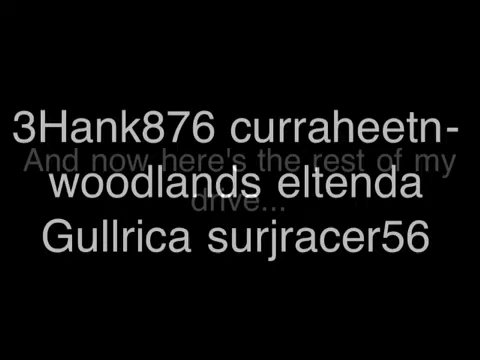 3Hank876 curraheetn-
And now here's the rest of my
woodlands eltenda
drive...
Gullrica surjracer56